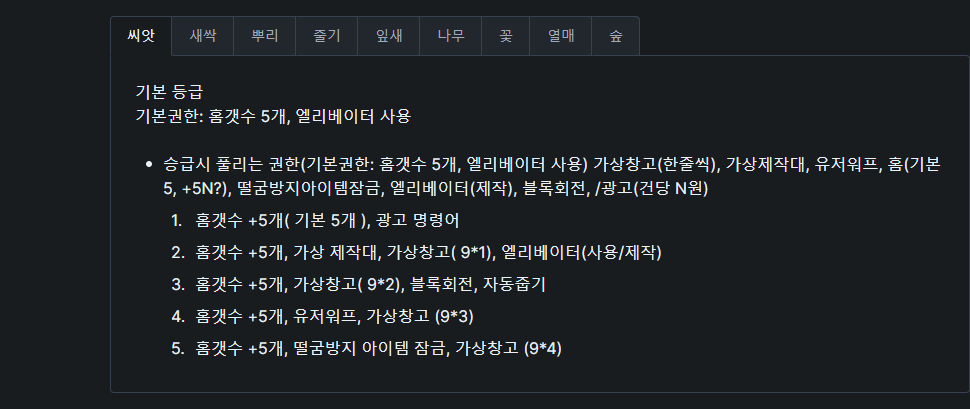 씨앗 새싹 뿌리 줄기 잎새 나무 꽃 열매 숲
기본 등급
기본권한: 홈갯수 5개, 엘리베이터 사용
• 승급시 풀리는 권한(기본권한: 홈갯수 5개, 엘리베이터 사용) 가상창고(한줄씩), 가상제작대, 유저워프, 홈(기본
5, +5N?), 떨굼방지아이템잠금, 엘리베이터(제작), 블록회전, /광고(건당 N원)
1. 홈갯수 +5개( 기본 5개 ), 광고 명령어
2. 홈갯수 +5개, 가상 제작대, 가상창고( 9*1), 엘리베이터(사용/제작)
3. 홈갯수 +5개, 가상창고( 9*2), 블록회전, 자동줍기
4. 홈갯수 +5개, 유저워프, 가상창고 (9*3)
5. 홈갯수 +5개, 떨굼방지 아이템 잠금, 가상창고 (9*4)